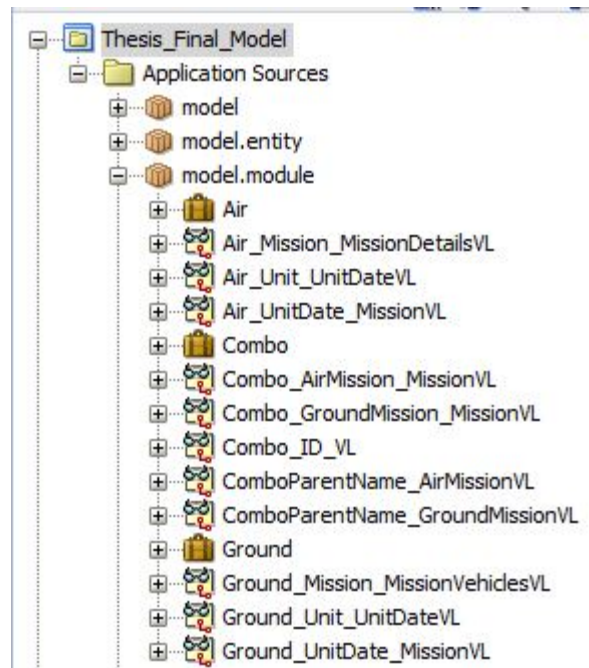 Thesis_Final_Model
Application Sources
model
model.entity
model.module
Air
Air_Mission_MissionDetailsVL
Air_Unit_UnitDateVL
Air_UnitDate_MissionVL
Combo
Combo_AirMission_MissionVL
Combo_GroundMission_MissionVL
Combo_ID_VL
ComboParentName_AirMissionVL
ComboParentName_GroundMissionVL
Ground
Ground_Mission_MissionVehiclesVL
Ground_Unit_UnitDateVL
Ground_UnitDate_MissionVL